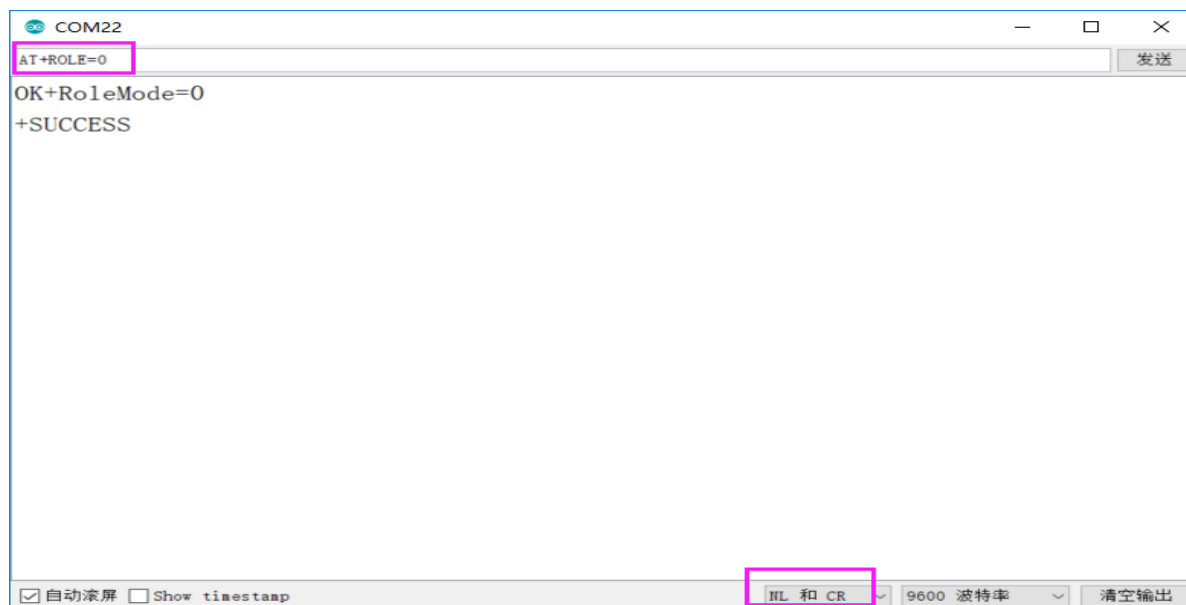 COM22
AT+ROLE=0
发送
OK+RoleMode=0
+SUCCESS
自动滚屏 Show timestamp NL 和 CR 9600 波特率 清空输出